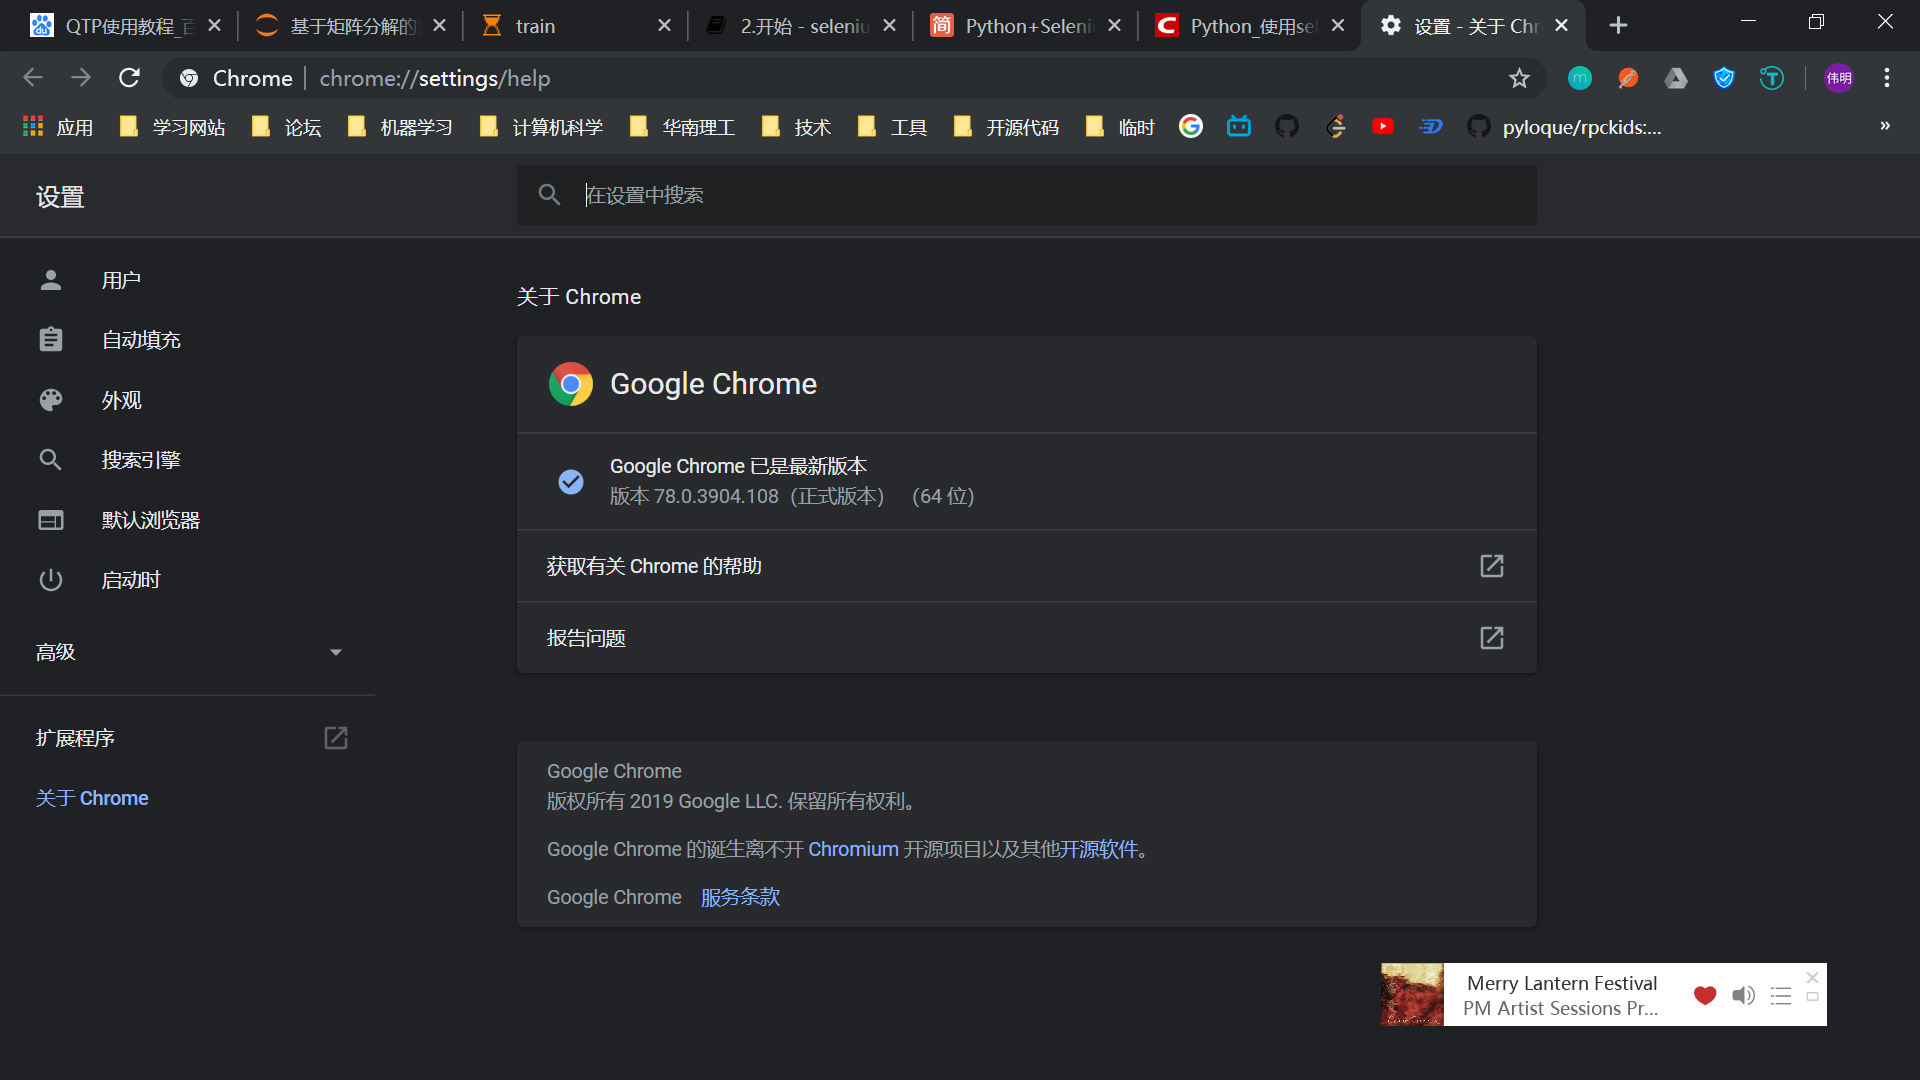 QTP使用教程_百
基于矩阵分解的
train
2.开始 - seleniu
Python+Seleni
Python_使用sel
设置 - 关于 Chr
Chrome
chrome://settings/help
伟明
应用
学习网站
论坛
机器学习
计算机科学
华南理工
技术
工具
开源代码
临时
pyloque/rpckids:...
»
设置
在设置中搜索
用户
自动填充
外观
搜索引擎
默认浏览器
启动时
高级
扩展程序
关于 Chrome
关于 Chrome
Google Chrome
Google Chrome 已是最新版本
版本 78.0.3904.108（正式版本） （64 位）
获取有关 Chrome 的帮助
报告问题
Google Chrome
版权所有 2019 Google LLC. 保留所有权利。
Google Chrome 的诞生离不开 Chromium 开源项目以及其他开源软件。
Google Chrome 服务条款
Merry Lantern Festival
PM Artist Sessions Pr...